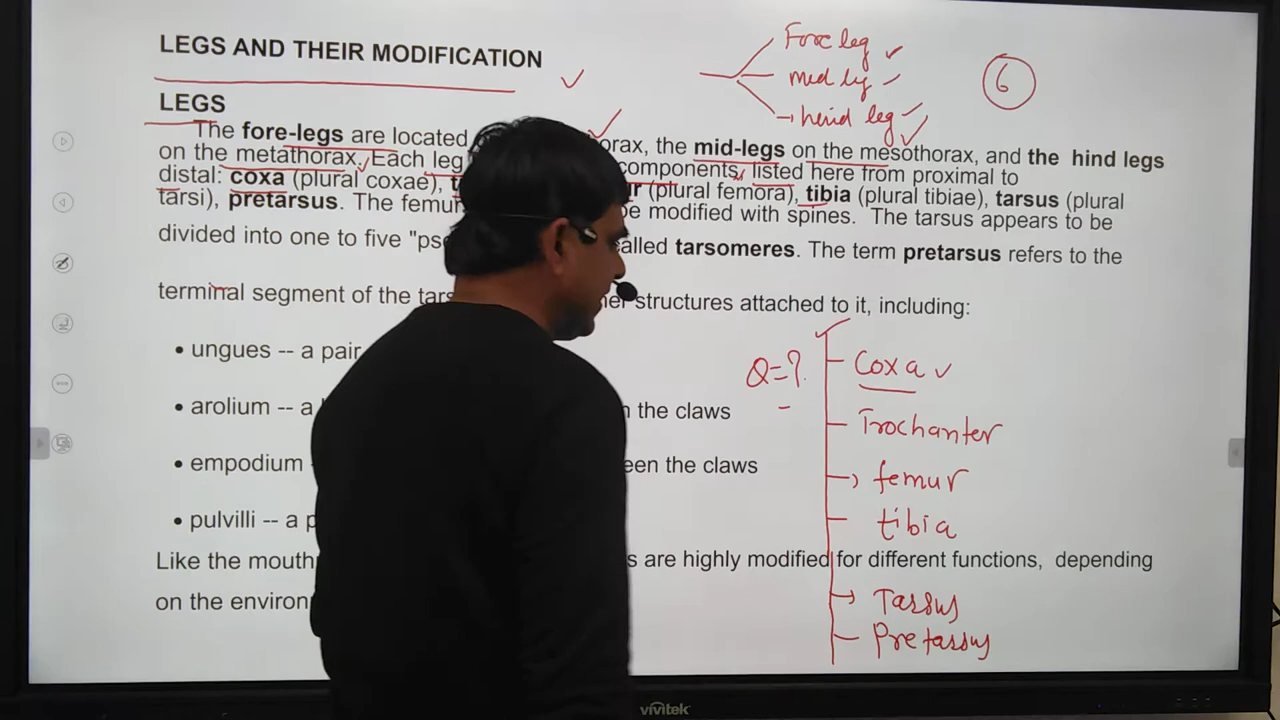 LEGS AND THEIR MODIFICATION
Fore leg
mid leg
hind leg
6
LEGS
The fore-legs are located orax, the mid-legs on the mesothorax, and the hind legs
on the metathorax. Each leg components, listed here from proximal to
distal: coxa (plural coxae), t r (plural femora), tibia (plural tibiae), tarsus (plural
tarsi), pretarsus. The femur be modified with spines. The tarsus appears to be
divided into one to five "pse alled tarsomeres. The term pretarsus refers to the
terminal segment of the tars er structures attached to it, including:
• ungues -- a pair
• arolium -- a the claws
• empodium een the claws
• pulvilli -- a p
Like the mouth s are highly modified for different functions, depending
on the environ
Q=?
Coxa
Trochanter
femur
tibia
Tassus
Pretassus
vivitek